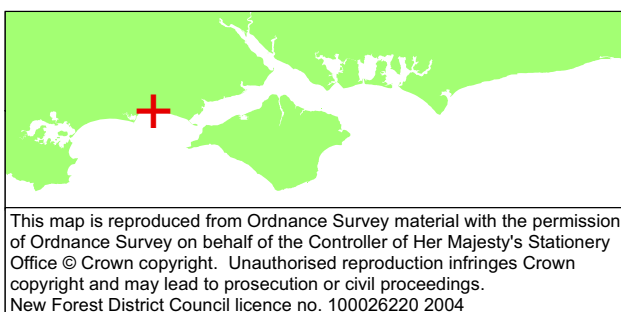 This map is reproduced from Ordnance Survey material with the permission
of Ordnance Survey on behalf of the Controller of Her Majesty's Stationery
Office © Crown copyright.  Unauthorised reproduction infringes Crown
copyright and may lead to prosecution or civil proceedings.
New Forest District Council licence no. 100026220 2004